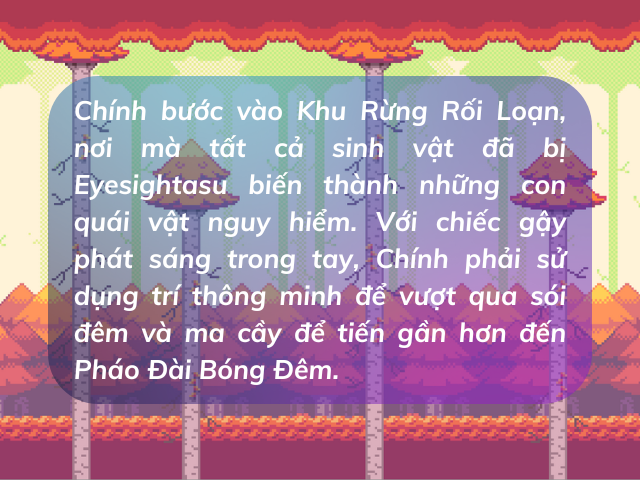 Chính bước vào Khu Rừng Rối Loạn,
nơi mà tất cả sinh vật đã bị
Eyesightasu biến thành những con
quái vật nguy hiểm. Với chiếc gậy
phát sáng trong tay, Chính phải sử
dụng trí thông minh để vượt qua sói
đêm và ma cầy để tiến gần hơn đến
Pháo Đài Bóng Đêm.